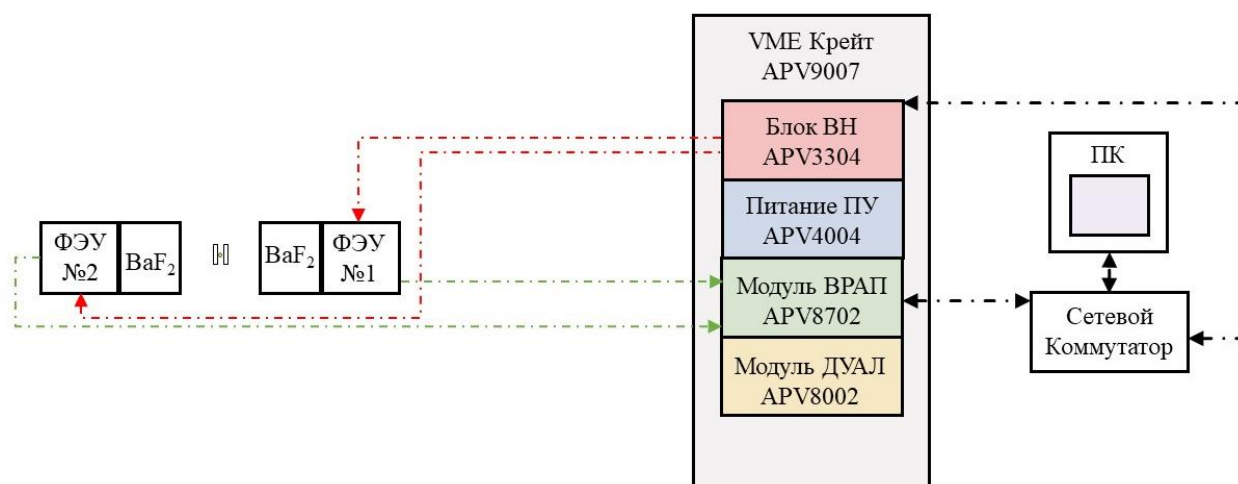 VME Крейт
APV9007
Блок ВН
APV3304
Питание ПУ
APV4004
Модуль ВРАП
APV8702
Модуль ДУАЛ
APV8002
ФЭУ
№2
BaF₂
BaF₂
ФЭУ
№1
ПК
Сетевой
Коммутатор